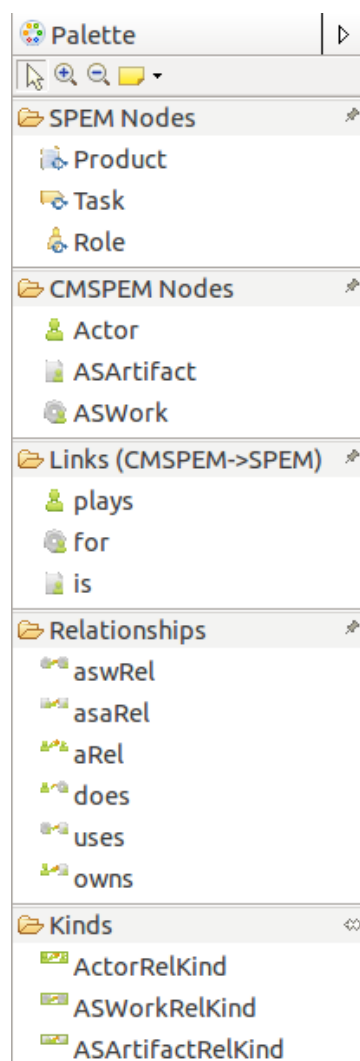 Palette
SPEM Nodes
Product
Task
Role
CMSPEM Nodes
Actor
ASArtifact
ASWork
Links (CMSPEM->SPEM)
plays
for
is
Relationships
aswRel
asaRel
aRel
does
uses
owns
Kinds
ActorRelKind
ASWorkRelKind
ASArtifactRelKind